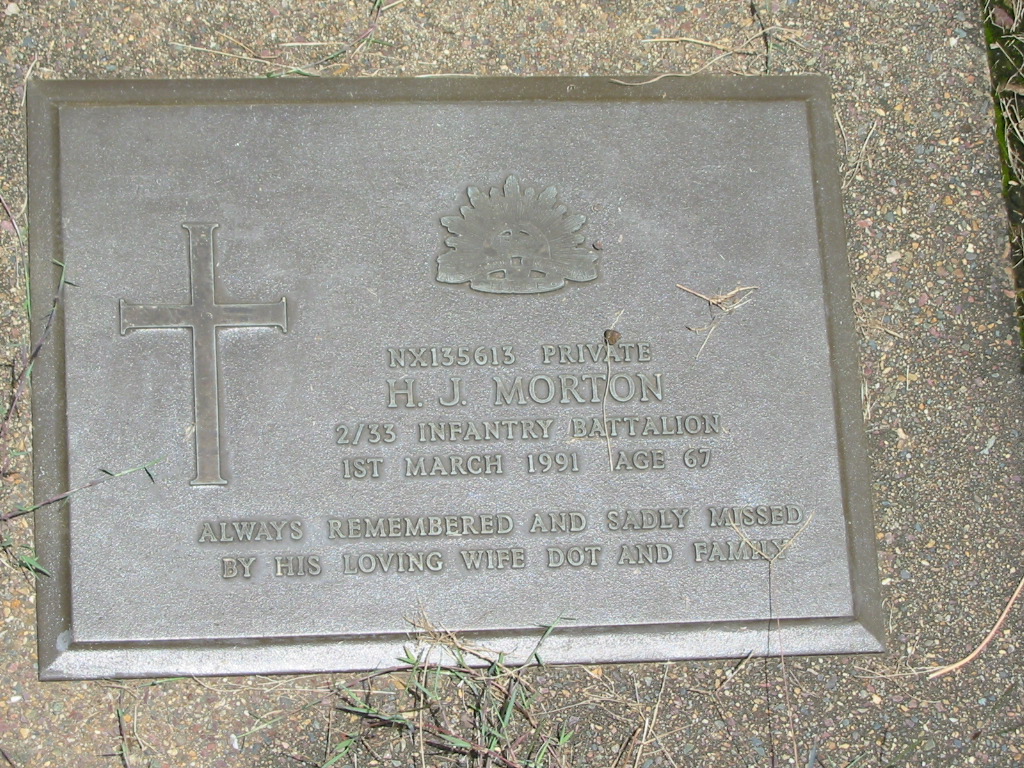 NX135613 PRIVATE
H. J. MORTON
2/33 INFANTRY BATTALION
1ST MARCH 1991 AGE 67
ALWAYS REMEMBERED AND SADLY MISSED
BY HIS LOVING WIFE DOT AND FAMILY